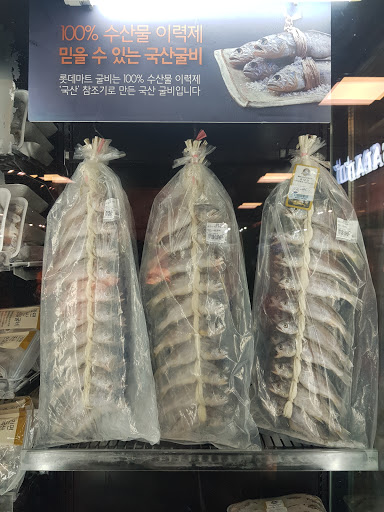 100% 수산물 이력제
믿을 수 있는 국산굴비
롯데마트 굴비는 100% 수산물 이력제
'국산' 참조기로 만든 국산 굴비입니다